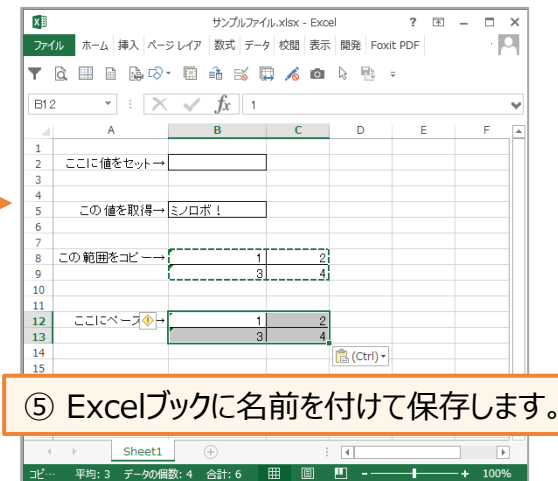 サンプルファイル.xlsx - Excel
ファイル ホーム 挿入 ページ レイア 数式 データ 校閲 表示 開発 Foxit PDF
B12 fx 1
A B C D E F
1
2 ここに値をセット→
3
4
5 この値を取得→ ミノロボ！
6
7
8 この範囲をコピー→ 1 2
9 3 4
10
11
12 ここにペース → 1 2
13 3 4
14 (Ctrl)
15
⑤ Excelブックに名前を付けて保存します。
Sheet1
コピ… 平均: 3 データの個数: 4 合計: 6 100%